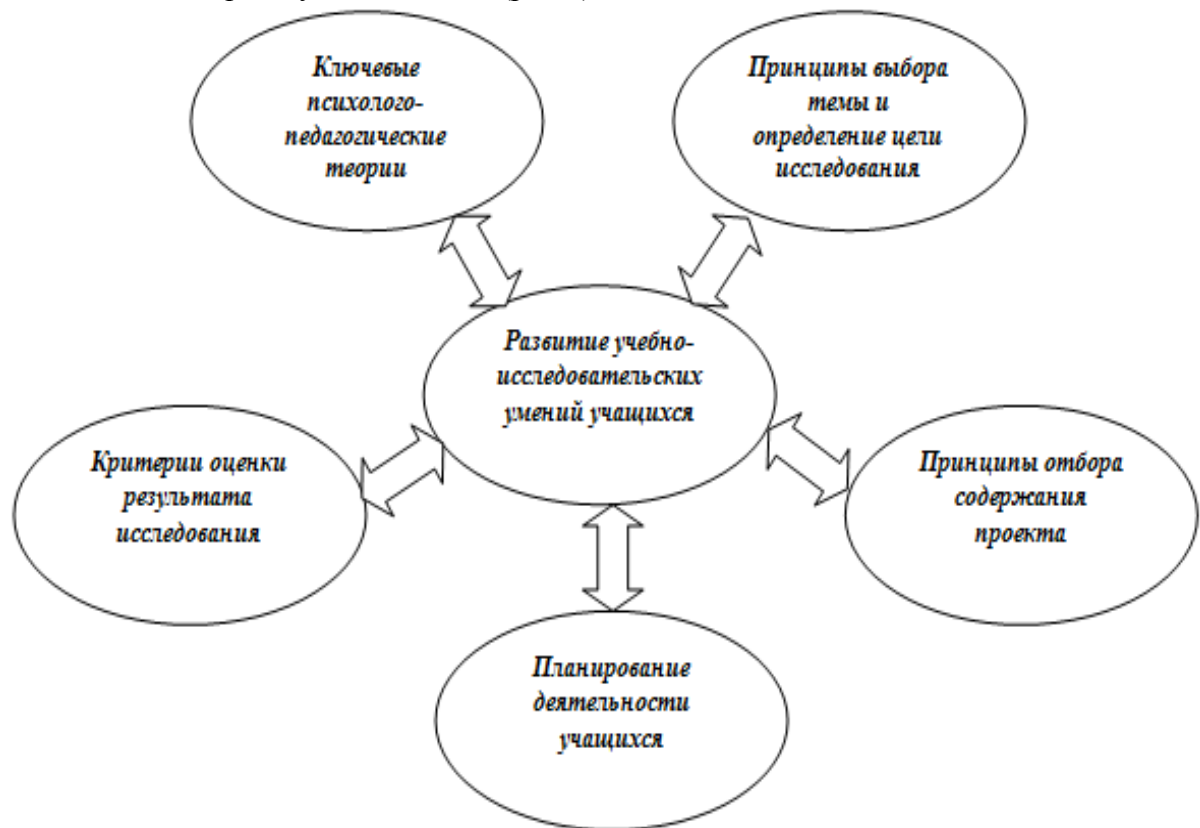 Ключевые
психолого-
педагогические
теории
Принципы выбора
темы и
определение цели
исследования
Развитие учебно-
исследовательских
умений учащихся
Критерии оценки
результата
исследования
Принципы отбора
содержания
проекта
Планирование
деятельности
учащихся